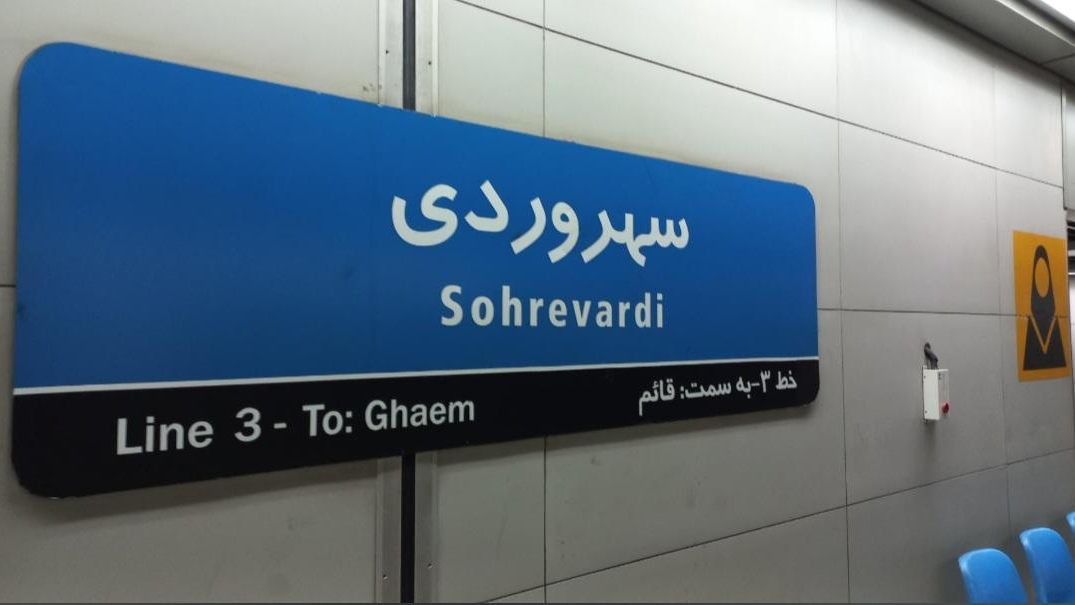 سهروردی
Sohrevardi
Line 3 - To: Ghaem
خط ۳-به سمت: قائم